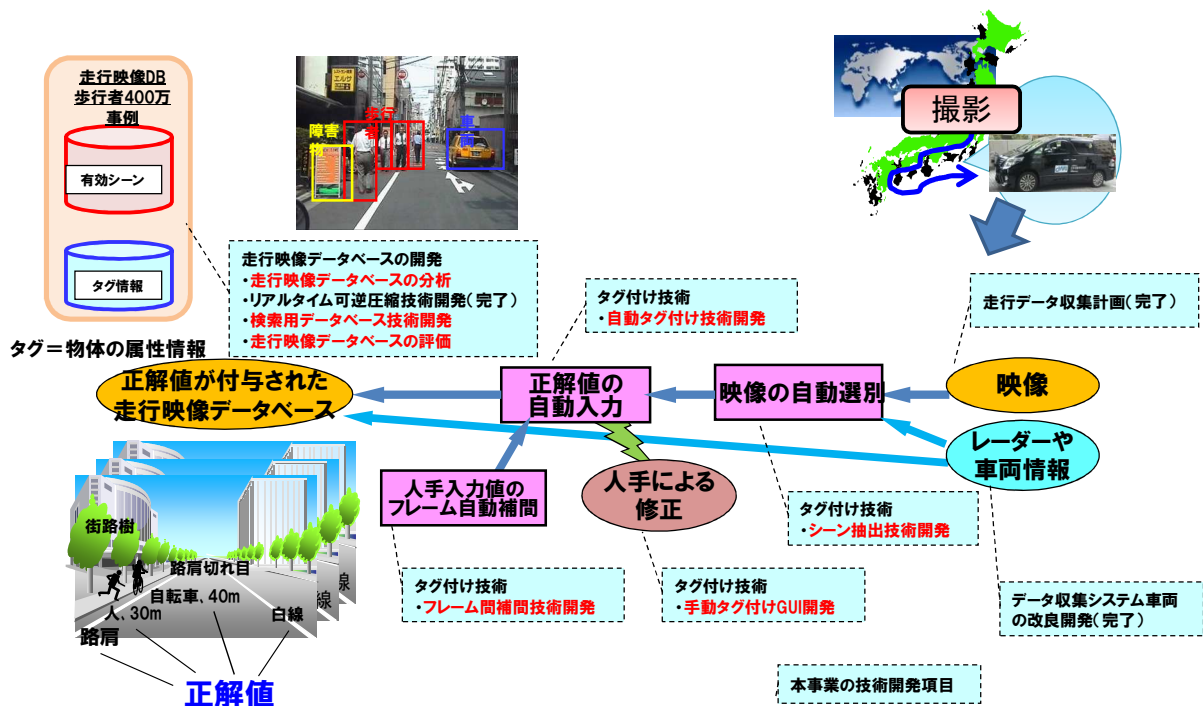 走行映像DB
歩行者400万
事例
有効シーン
タグ情報
タグ=物体の属性情報
障害
物
歩行
者
車
両
エルザ
撮影
走行映像データベースの開発
・走行映像データベースの分析
・リアルタイム可逆圧縮技術開発(完了)
・検索用データベース技術開発
・走行映像データベースの評価
タグ付け技術
・自動タグ付け技術開発
走行データ収集計画(完了)
正解値が付与された
走行映像データベース
正解値の
自動入力
映像の自動選別
映像
レーダーや
車両情報
人手入力値の
フレーム自動補間
人手による
修正
タグ付け技術
・シーン抽出技術開発
タグ付け技術
・フレーム間補間技術開発
タグ付け技術
・手動タグ付けGUI開発
データ収集システム車両
の改良開発(完了)
街路樹
路肩切れ目
自転車、40m
人、30m
白線
線
線
路肩
正解値
本事業の技術開発項目